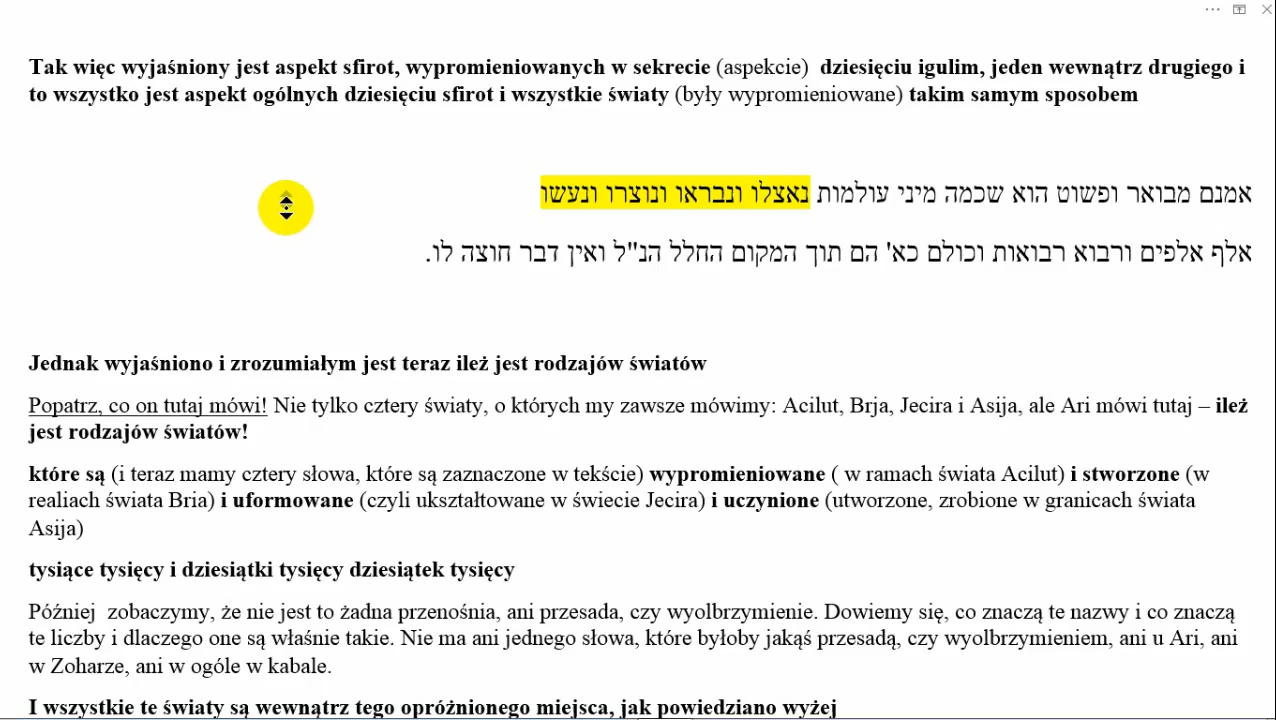 Tak więc wyjaśniony jest aspekt sfirot, wypromieniowanych w sekrecie (aspekcie) dziesięciu igulim, jeden wewnątrz drugiego i
to wszystko jest aspekt ogólnych dziesięciu sfirot i wszystkie światy (były wypromieniowane) takim samym sposobem
אמנם מבואר ופשוט הוא שכמה מיני עולמות נאצלו ונבראו ונוצרו ונעשו
אלף אלפים ורבוא רבואות וכולם כא' הם תוך המקום החלל הנ"ל ואין דבר חוצה לו.
Jednak wyjaśniono i zrozumiałym jest teraz ileż jest rodzajów światów
Popatrz, co on tutaj mówi! Nie tylko cztery światy, o których my zawsze mówimy: Acilut, Brja, Jecira i Asija, ale Ari mówi tutaj – ileż
jest rodzajów światów!
które są (i teraz mamy cztery słowa, które są zaznaczone w tekście) wypromieniowane ( w ramach świata Acilut) i stworzone (w
realiach świata Bria) i uformowane (czyli ukształtowane w świecie Jecira) i uczynione (utworzone, zrobione w granicach świata
Asija)
tysiące tysięcy i dziesiątki tysięcy dziesiątek tysięcy
Później zobaczymy, że nie jest to żadna przenośnia, ani przesada, czy wyolbrzymienie. Dowiemy się, co znaczą te nazwy i co znaczą
te liczby i dlaczego one są właśnie takie. Nie ma ani jednego słowa, które byłoby jakąś przesadą, czy wyolbrzymieniem, ani u Ari, ani
w Zoharze, ani w ogóle w kabale.
I wszystkie te światy są wewnątrz tego opróżnionego miejsca, jak powiedziano wyżej